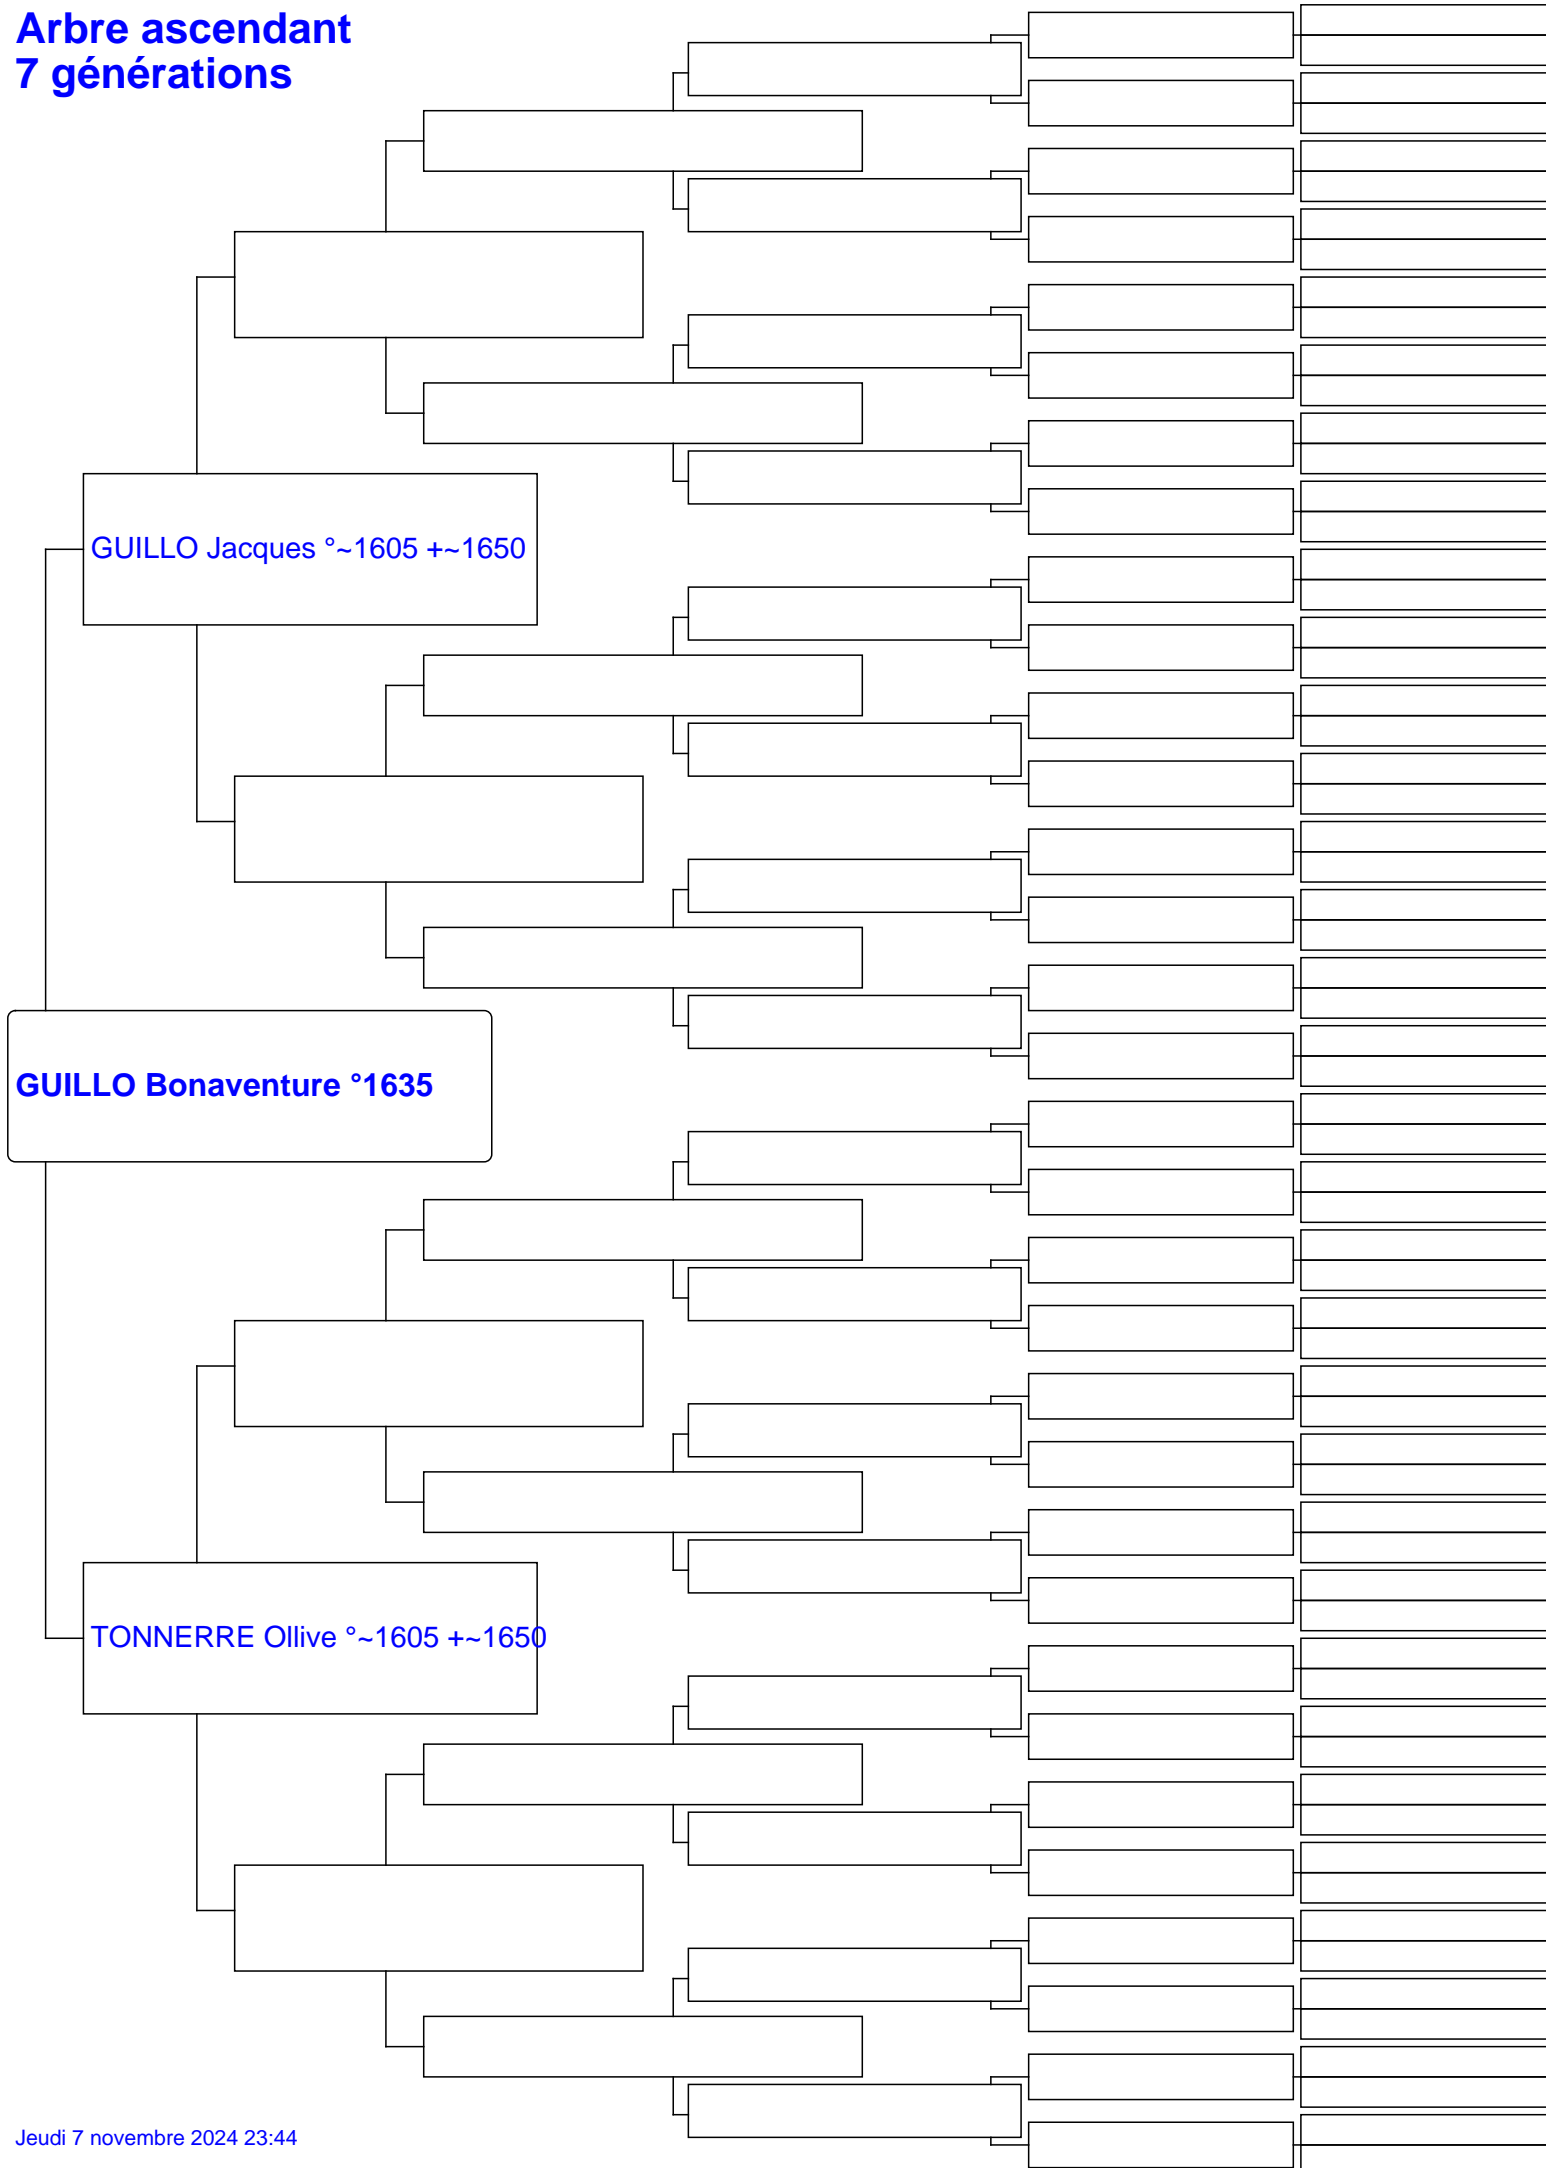 Arbre ascendant
7 générations
GUILLO Jacques °~1605 +~1650
GUILLO Bonaventure °1635
TONNERRE Ollive °~1605 +~1650
Jeudi 7 novembre 2024 23:44